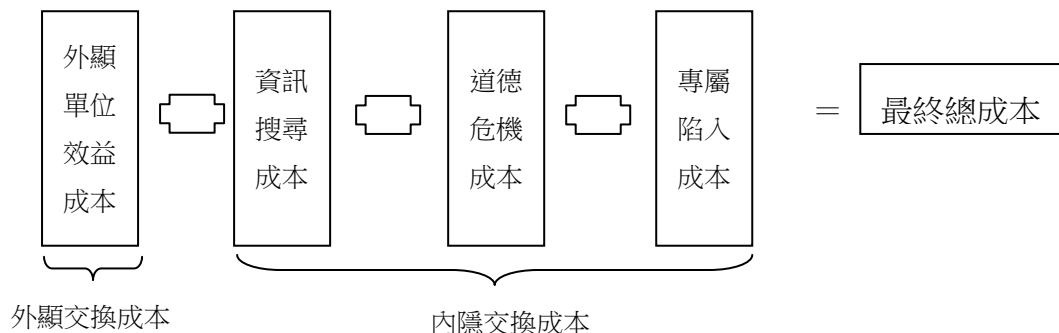 外顯
單位
效益
成本
資訊
搜尋
成本
道德
危機
成本
專屬
陷入
成本
=
最終總成本
外顯交換成本
內隱交換成本